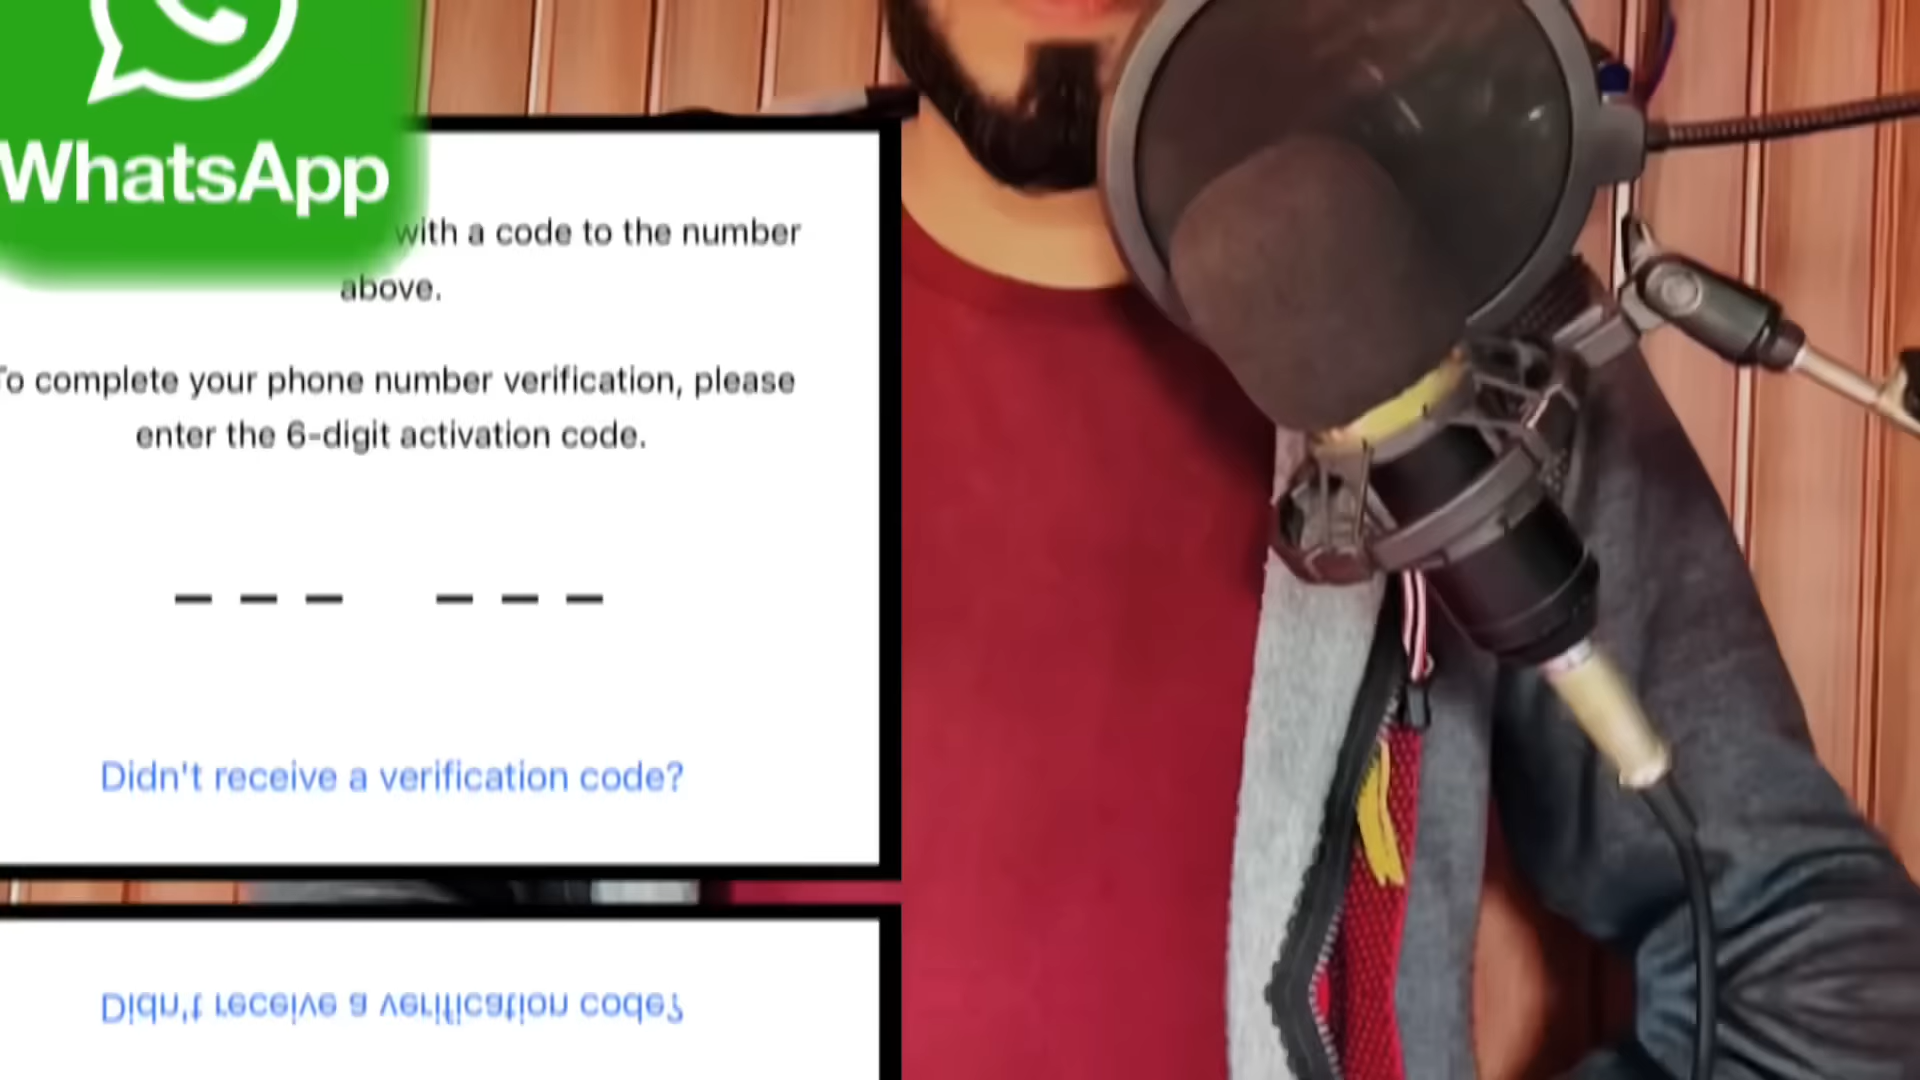 WhatsApp
with a code to the number
above.
To complete your phone number verification, please
enter the 6-digit activation code.
Didn't receive a verification code?
Didn't receive a verification code?